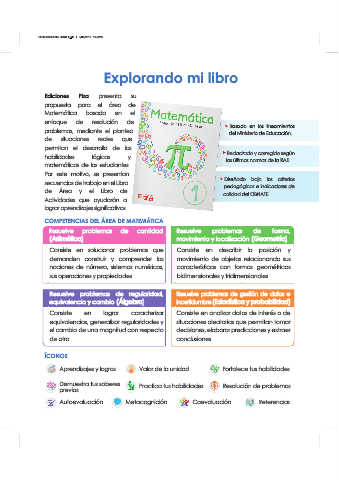 Explorando mi libro
Ediciones Fiza presenta su
propuesta para el área de
Matemática basada en el
enfoque de resolución de
problemas, mediante el planteo
de situaciones reales que
permitan el desarrollo de las
habilidades lógicas y
matemáticas de los estudiantes
Por este motivo, se presentan
secuencias de trabajo en el Libro
de Área y el Libro de
Actividades que ayudarán a
lograr aprendizajes significativos
Matemática
π
1
Basado en los lineamientos
del Ministerio de Educación.
Redactado y corregido según
las últimas normas de la RAE
Diseñado bajo los criterios
pedagógicos e indicadores de
calidad del CONATE
COMPETENCIAS DEL ÁREA DE MATEMÁTICA
Resuelve problemas de cantidad
(Aritmética)
Consiste en solucionar problemas que
demanden construir y comprender las
nociones de número, sistemas numéricos,
sus operaciones y propiedades
Resuelve problemas de forma,
movimiento y localización (Geometría)
Consiste en describir la posición y
movimiento de objetos relacionando sus
características con formas geométricas
bidimensionales y tridimensionales
Resuelve problemas de regularidad,
equivalencia y cambio (Álgebra)
Consiste en lograr caracterizar
equivalencias, generalizar regularidades y
el cambio de una magnitud con respecto
de otra
Resuelve problemas de gestión de datos e
incertidumbre (Estadística y probabilidad)
Consiste en analizar datos de interés o de
situaciones aleatorias que permitan tomar
decisiones, elaborar predicciones y extraer
conclusiones
ÍCONOS
Aprendizajes y logros
Valor de la unidad
Fortalece tus habilidades
Demuestra tus saberes
previos
Practica tus habilidades
Resolución de problemas
Autoevaluación
Metacognición
Coevaluación
Referencias